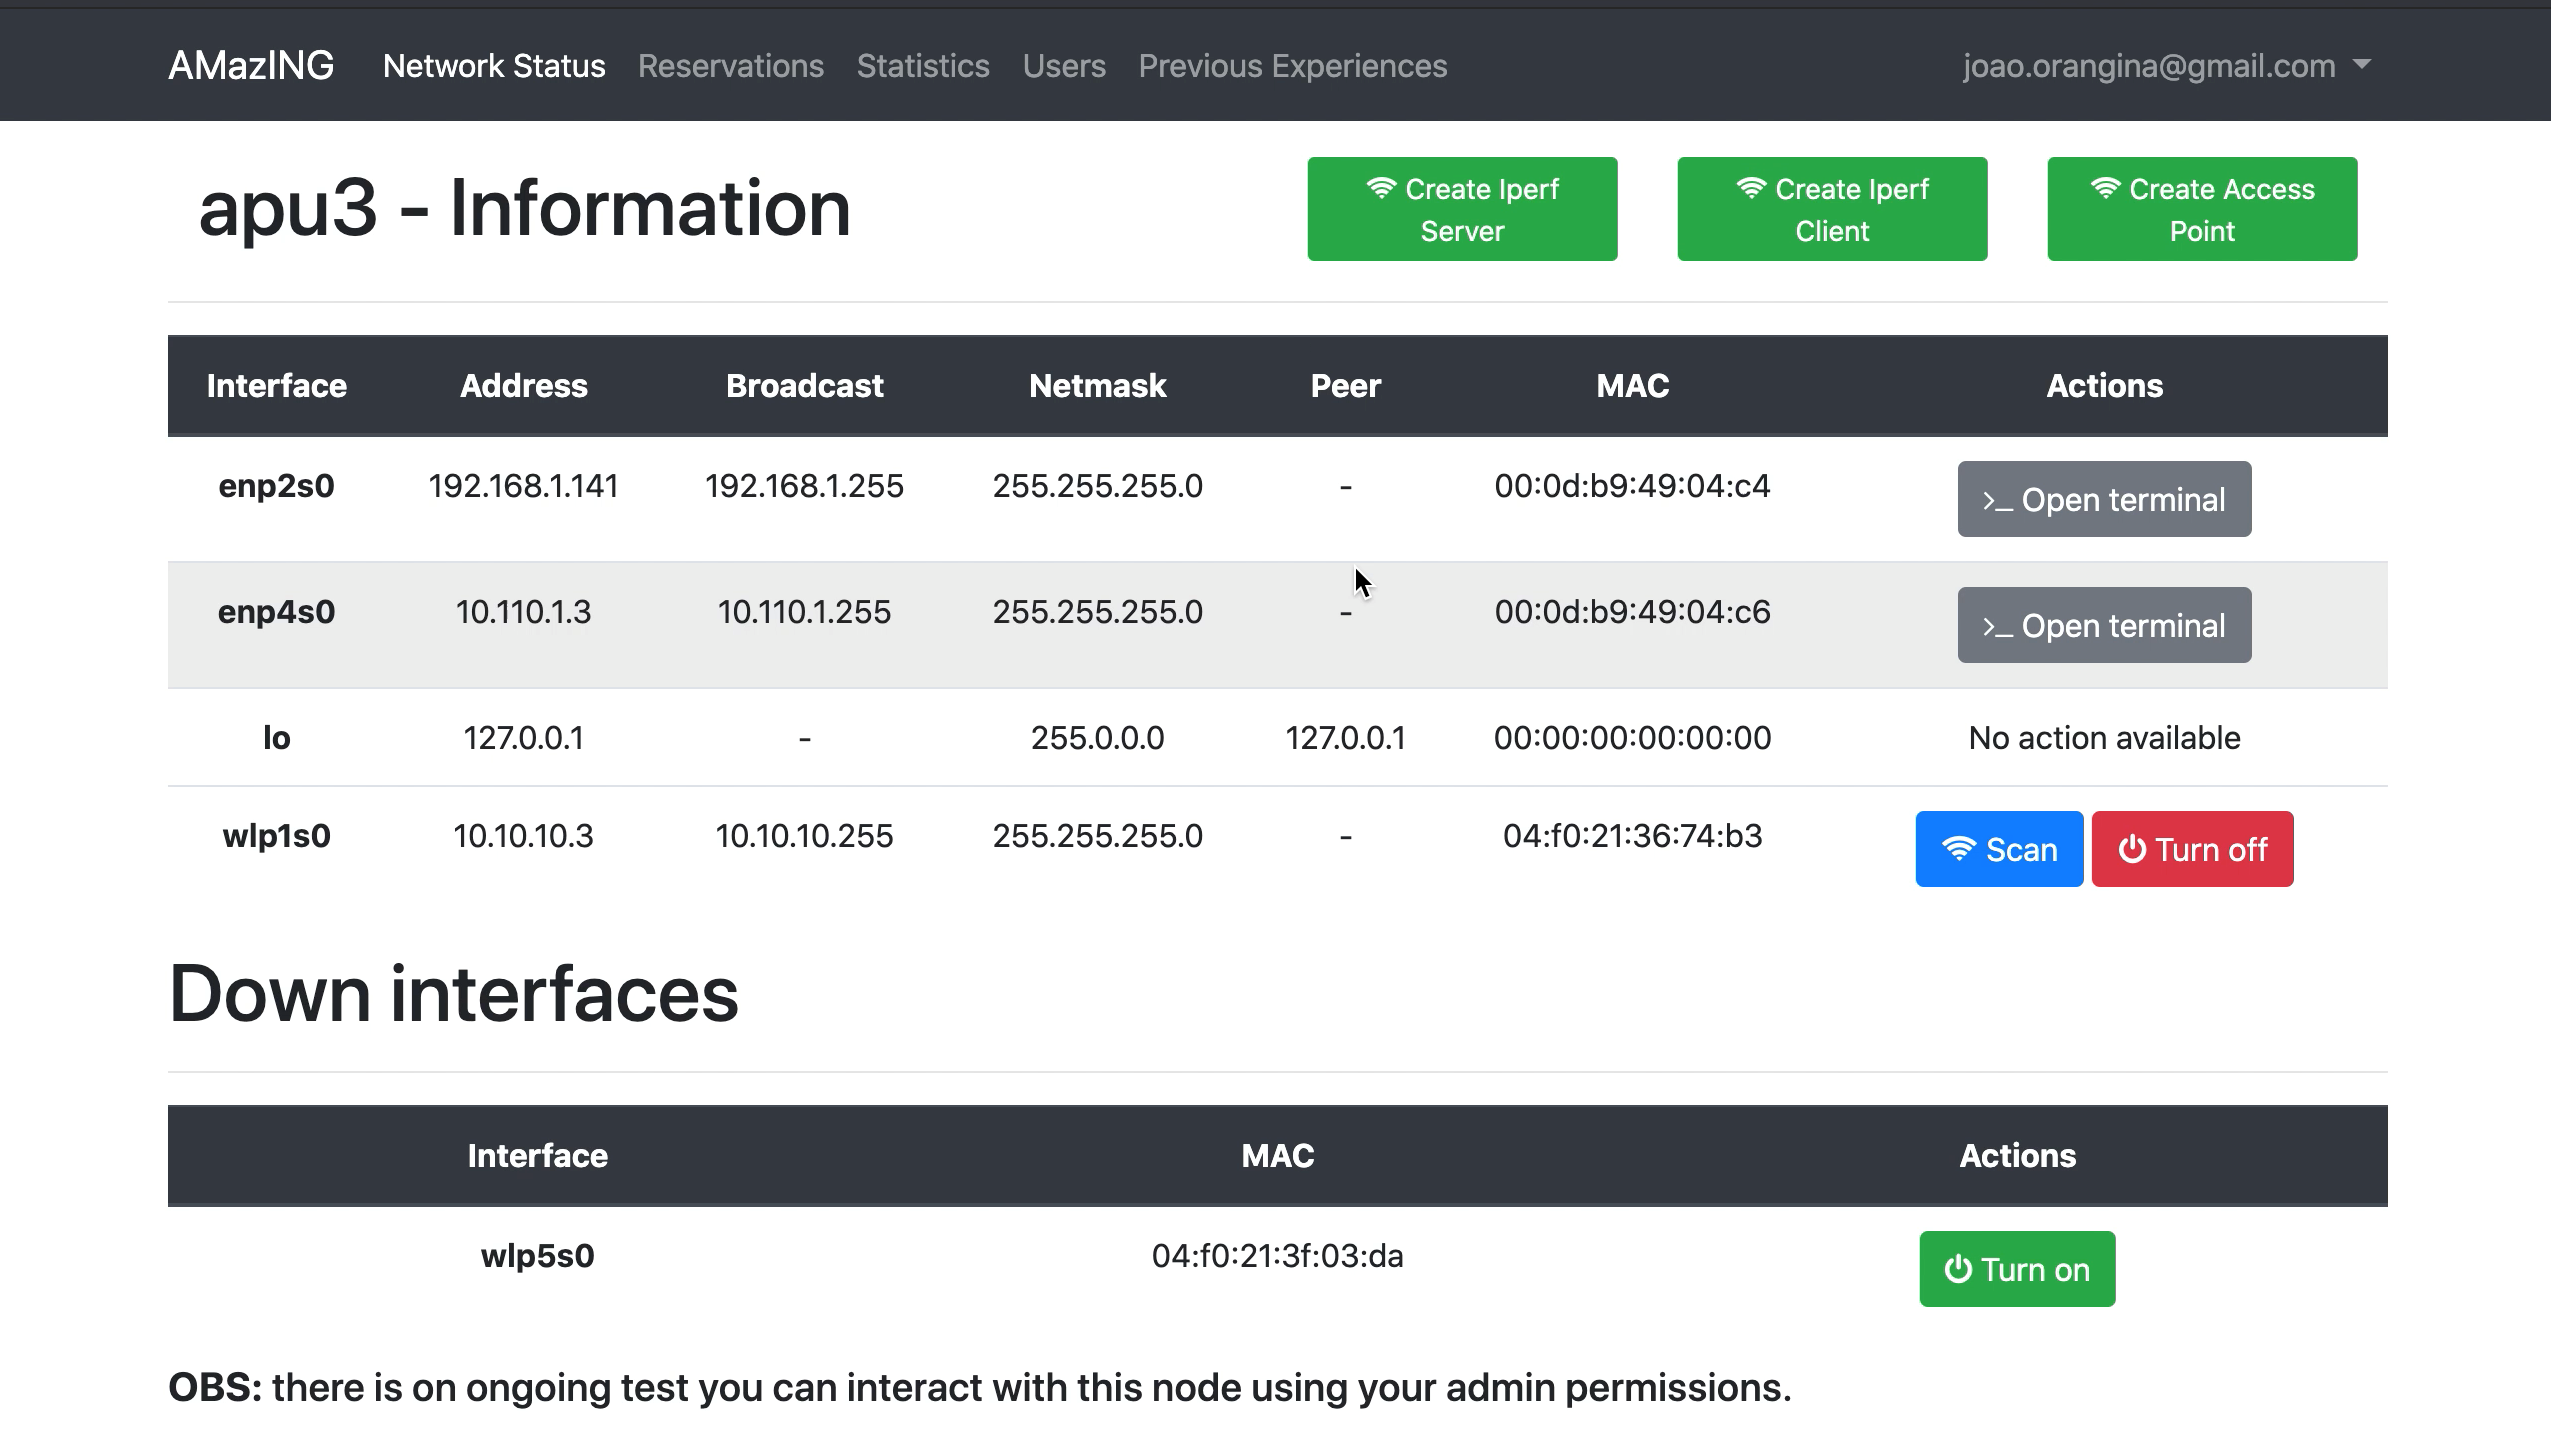 AMazING Network Status Reservations Statistics Users Previous Experiences joao.orangina@gmail.com
apu3 - Information
Create Iperf Server
Create Iperf Client
Create Access Point
Interface Address Broadcast Netmask Peer MAC Actions
enp2s0 192.168.1.141 192.168.1.255 255.255.255.0 - 00:0d:b9:49:04:c4 >_ Open terminal
enp4s0 10.110.1.3 10.110.1.255 255.255.255.0 - 00:0d:b9:49:04:c6 >_ Open terminal
lo 127.0.0.1 - 255.0.0.0 127.0.0.1 00:00:00:00:00:00 No action available
wlp1s0 10.10.10.3 10.10.10.255 255.255.255.0 - 04:f0:21:36:74:b3 Scan Turn off
Down interfaces
Interface MAC Actions
wlp5s0 04:f0:21:3f:03:da Turn on
OBS: there is on ongoing test you can interact with this node using your admin permissions.